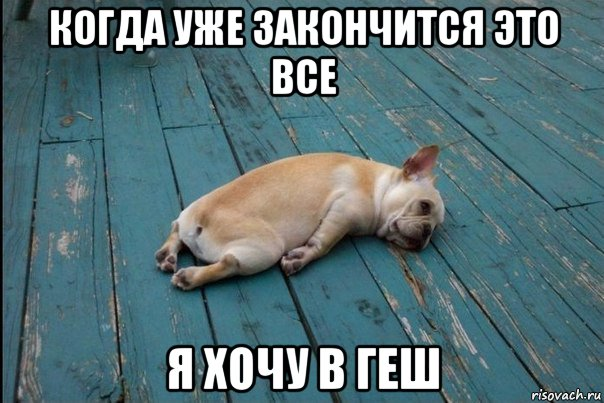 КОГДА УЖЕ ЗАКОНЧИТСЯ ЭТО
ВСЕ
Я ХОЧУ В ГЕШ
risovach.ru